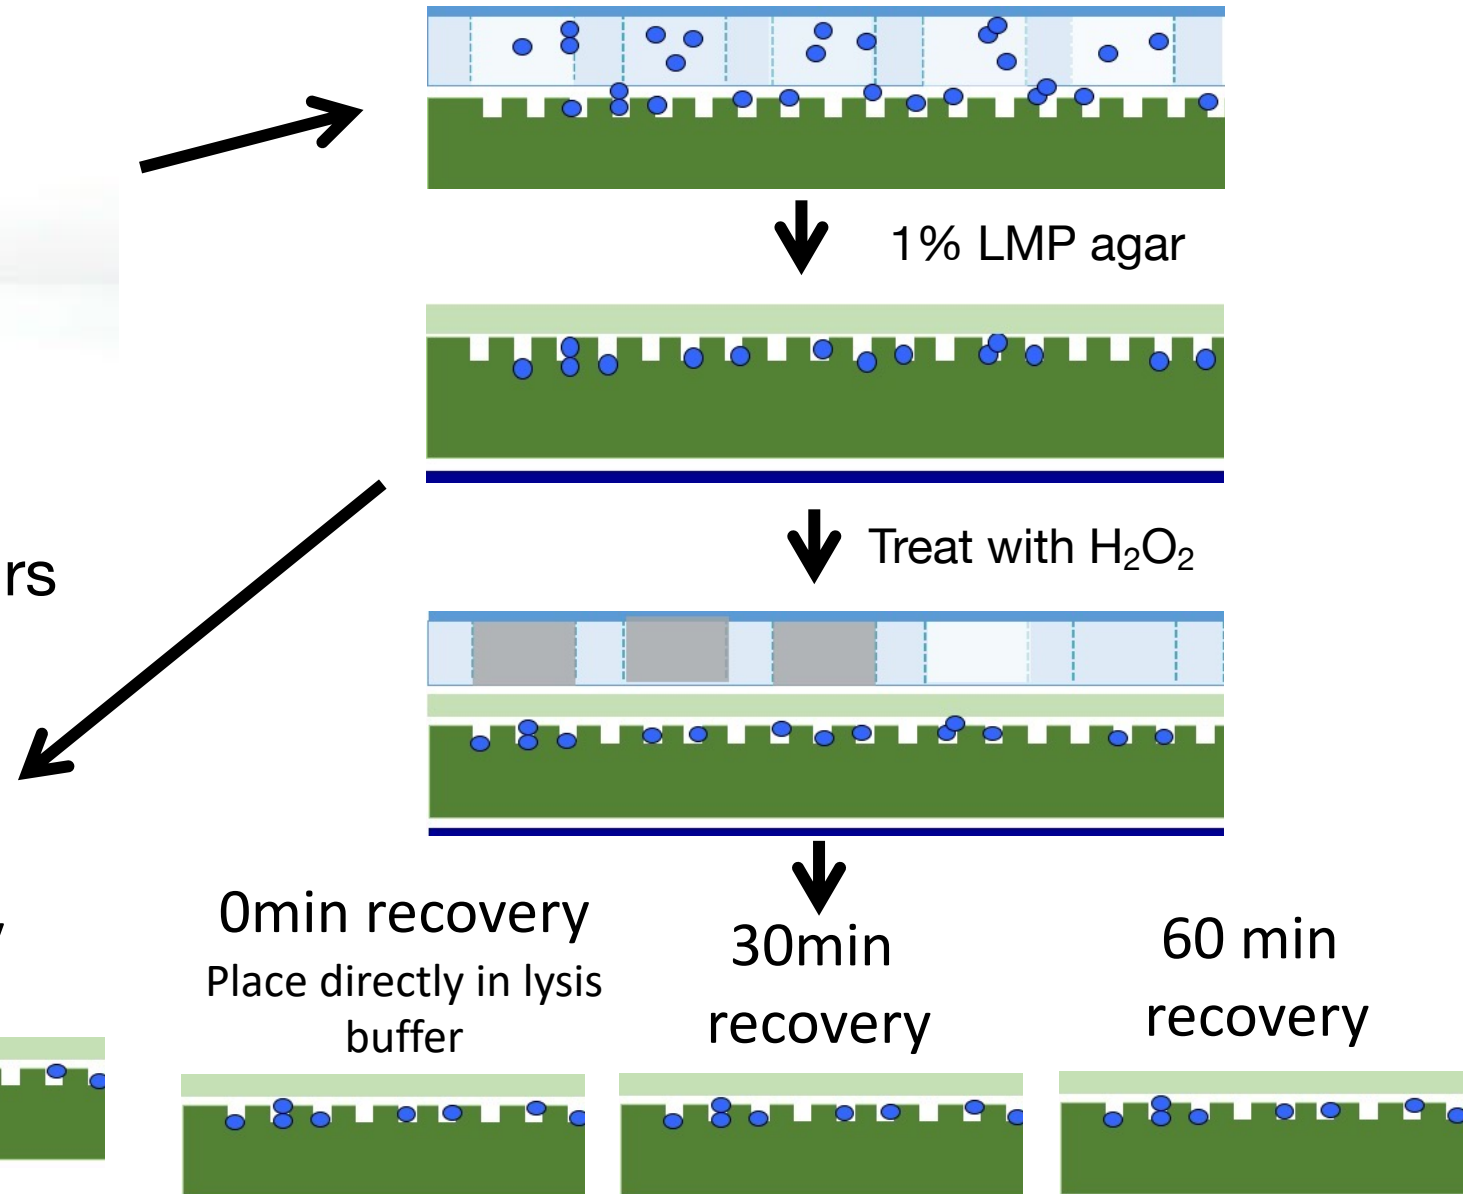 1% LMP agar
Treat with H₂O₂
rs
0min recovery
Place directly in lysis
buffer
30min
recovery
60 min
recovery